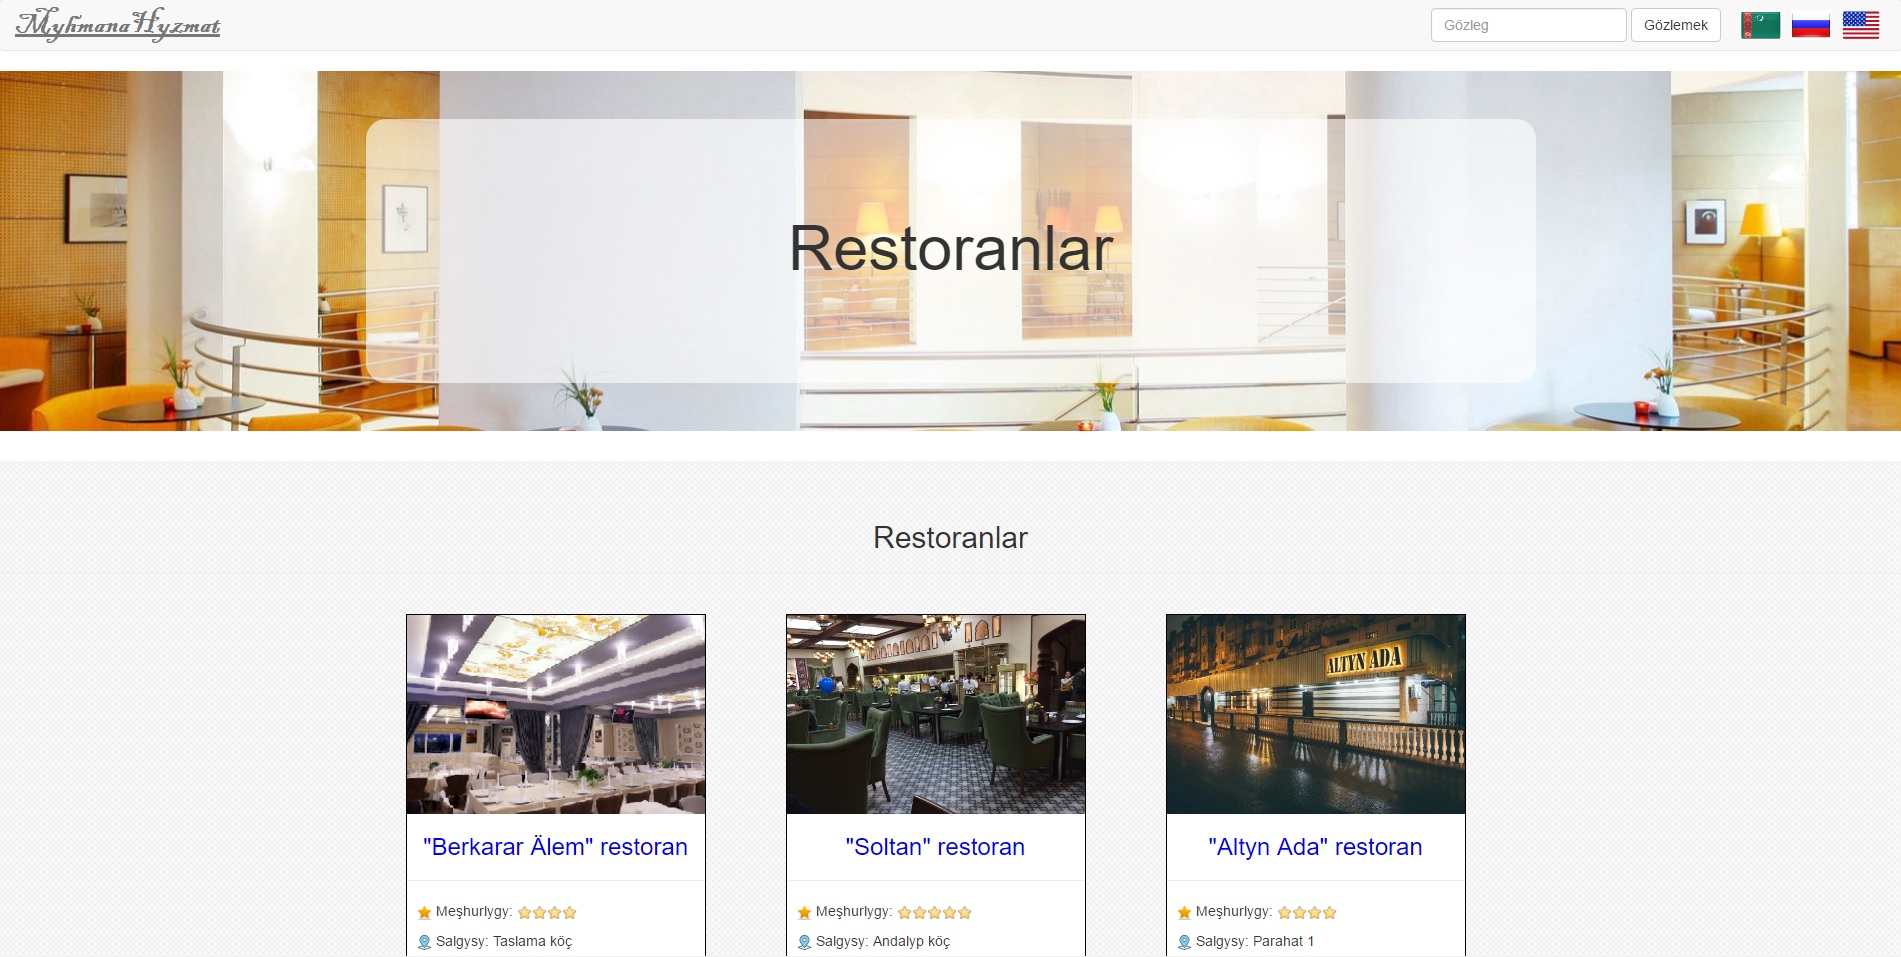 MyhmanaHyzmat
Gözleg
Gözlemek
Restoranlar
Restoranlar
ALTYN ADA
"Berkarar Älem" restoran
"Soltan" restoran
"Altyn Ada" restoran
Meşhurlygy:
Meşhurlygy:
Meşhurlygy:
Salgysy: Taslama köç
Salgysy: Andalyp köç
Salgysy: Parahat 1